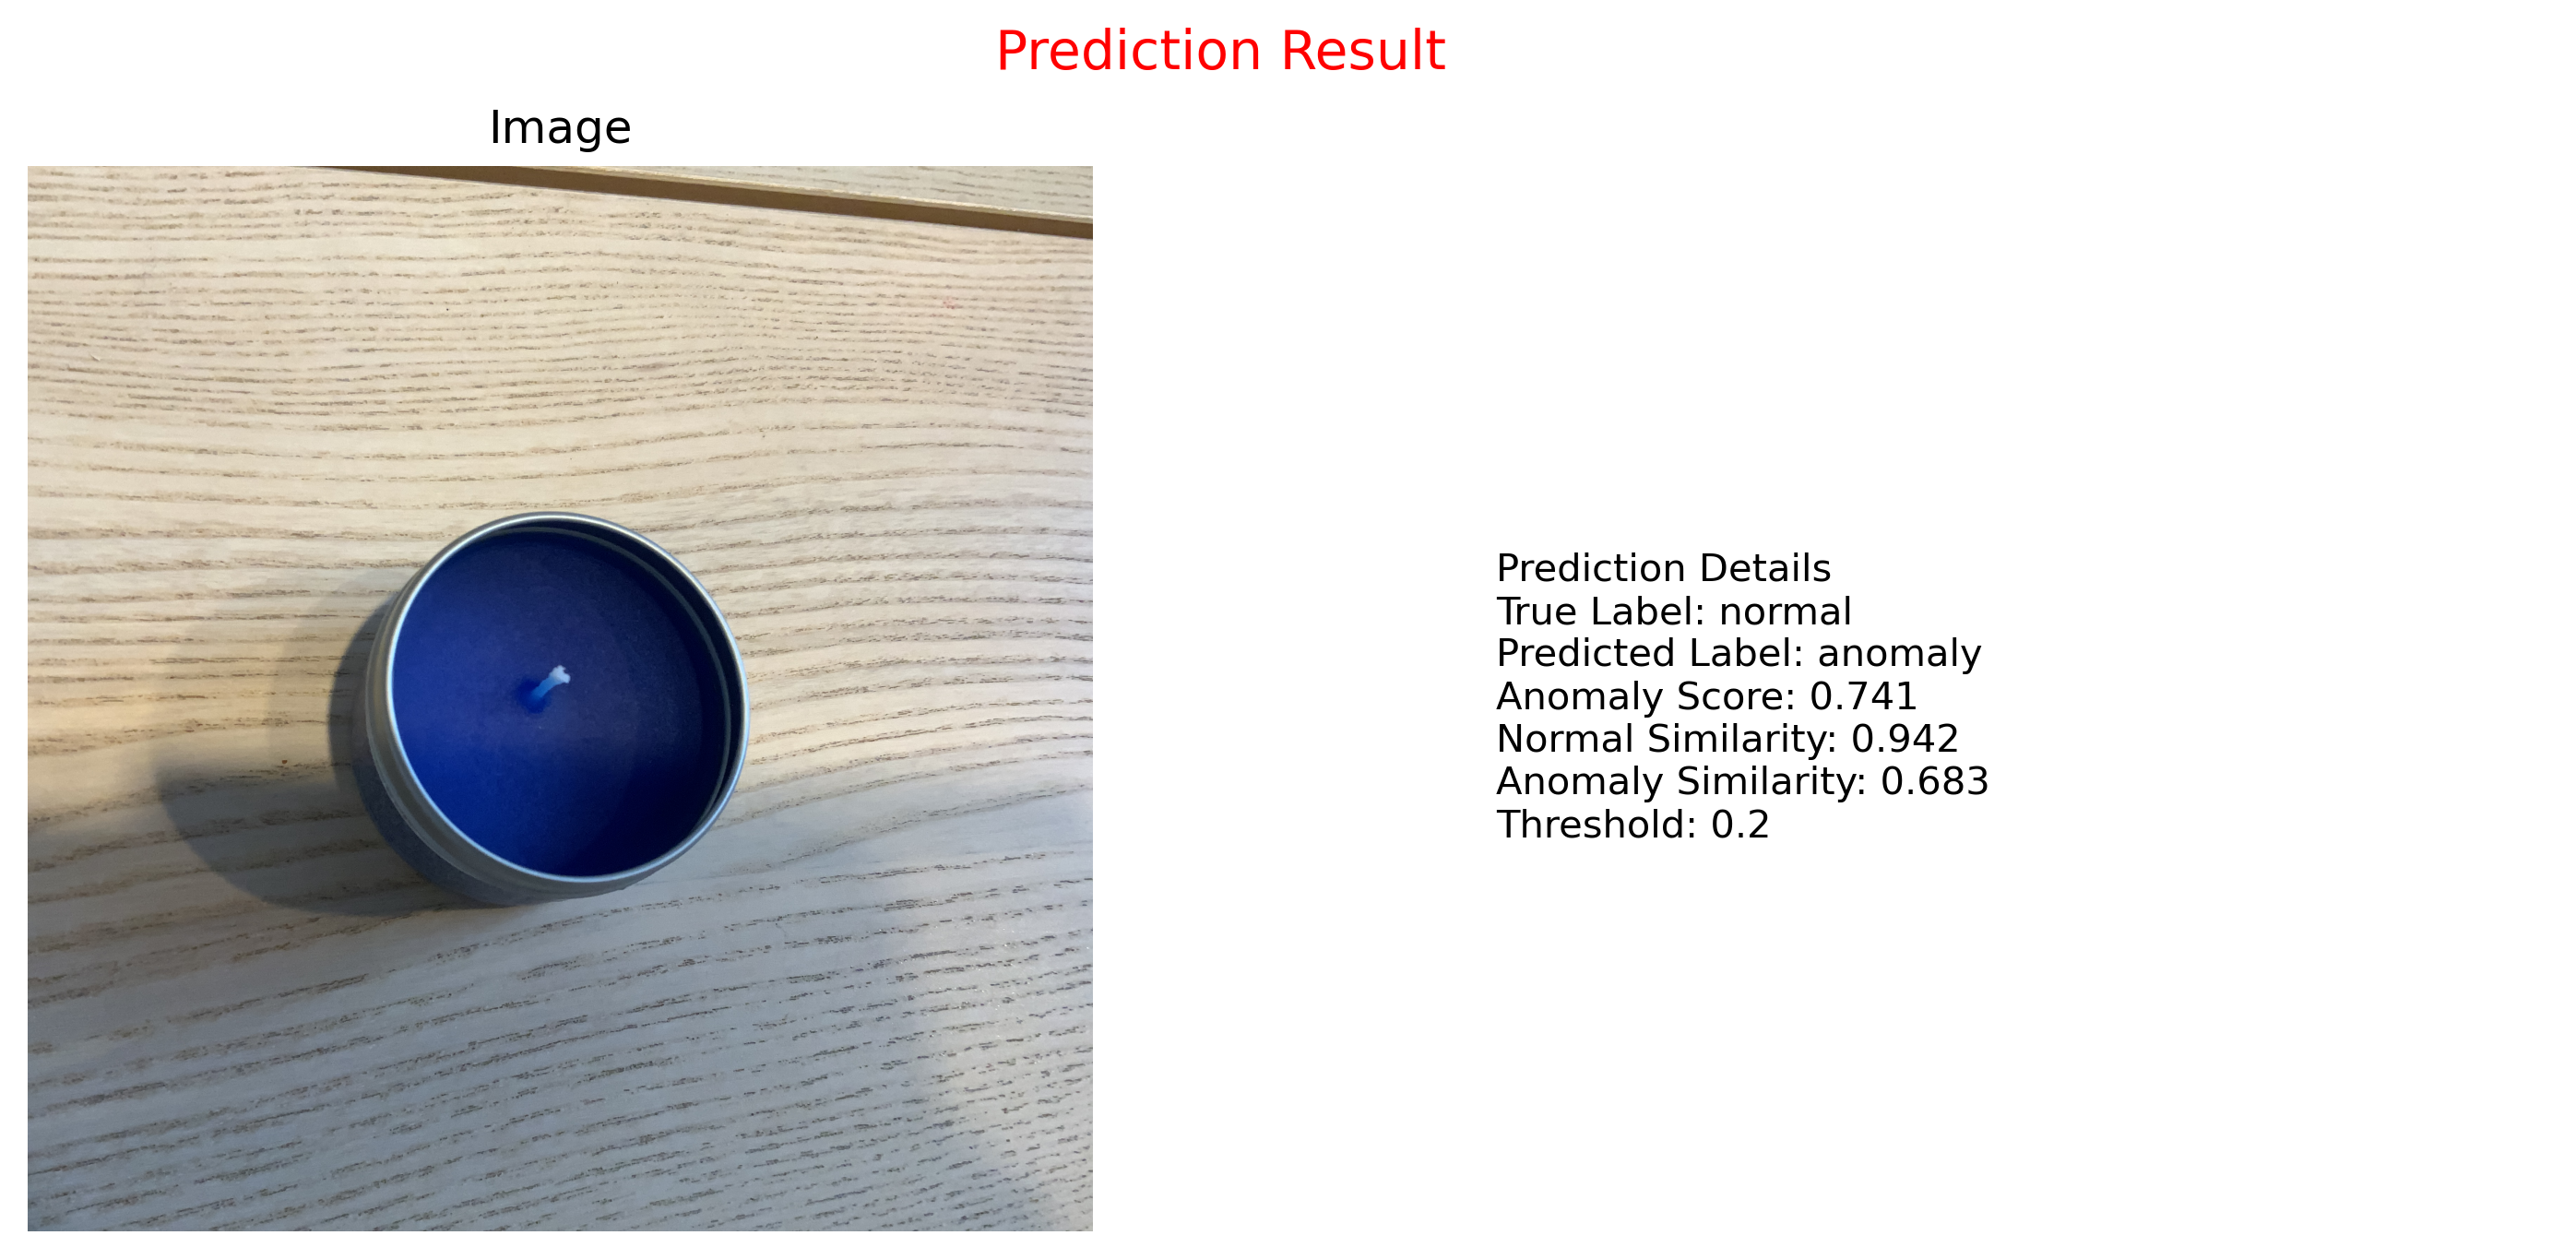 Prediction Result
Image
Prediction Details
True Label: normal
Predicted Label: anomaly
Anomaly Score: 0.741
Normal Similarity: 0.942
Anomaly Similarity: 0.683
Threshold: 0.2